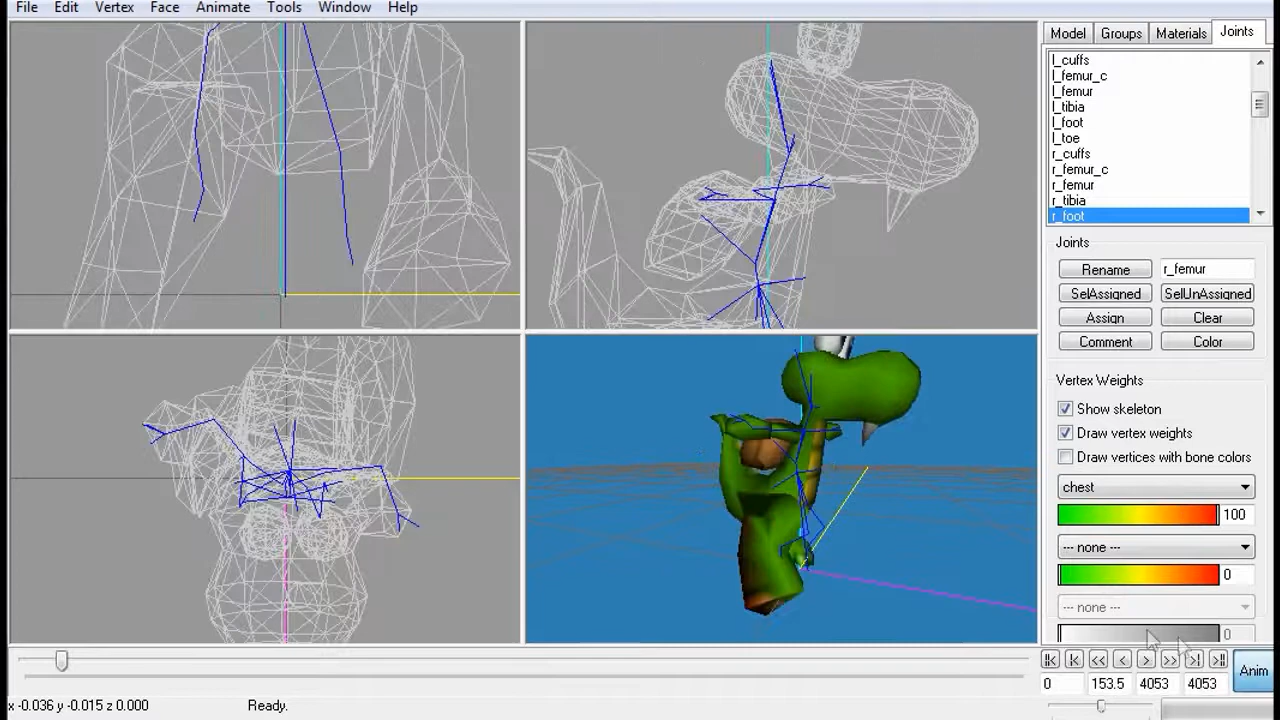 File Edit Vertex Face Animate Tools Window Help
Model Groups Materials Joints
l_cuffs
l_femur_c
l_femur
l_tibia
l_foot
l_toe
r_cuffs
r_femur_c
r_femur
r_tibia
r_foot
Joints
Rename r_femur
SelAssigned SelUnAssigned
Assign Clear
Comment Color
Vertex Weights
Show skeleton
Draw vertex weights
Draw vertices with bone colors
chest
100
--- none ---
0
--- none ---
0
0 153.5 4053 4053 Anim
x -0.036 y -0.015 z 0.000 Ready.